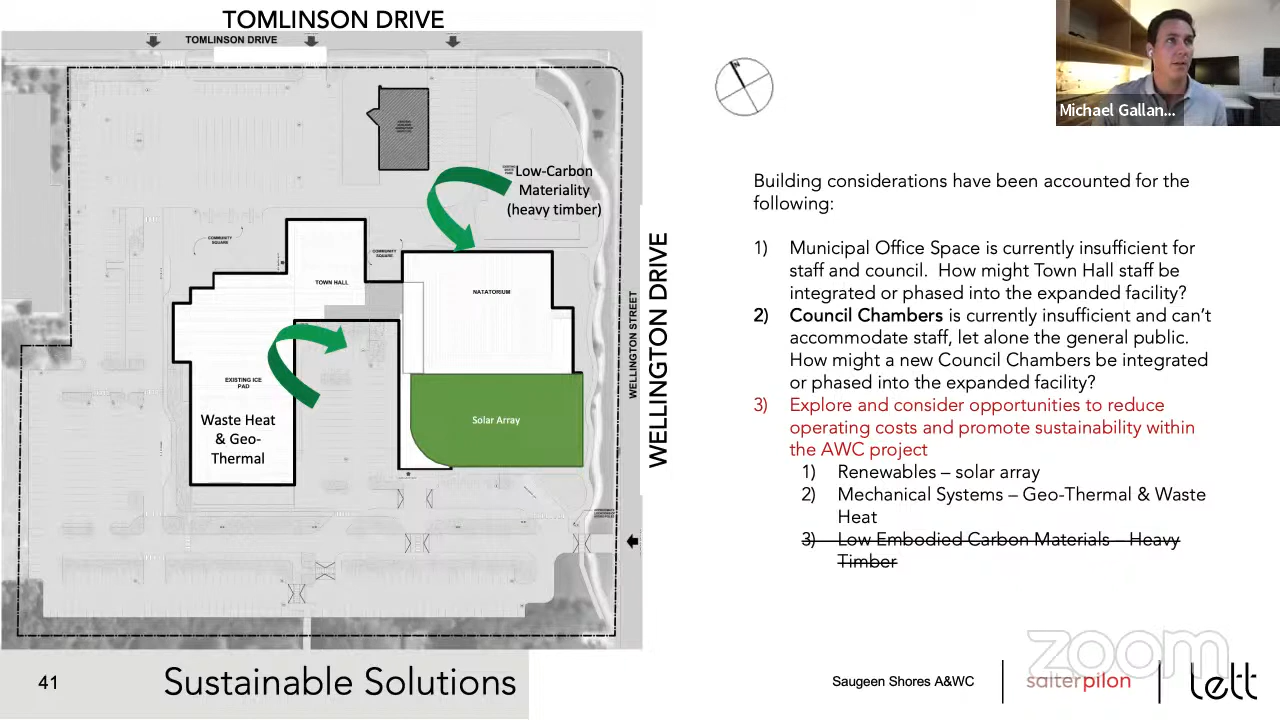 TOMLINSON DRIVE
TOMLINSON DRIVE
N
Michael Gallan...
Low-Carbon
Materiality
(heavy timber)
COMMUNITY
SQUARE
COMMUNITY
SQUARE
TOWN HALL
NATATORIUM
EXISTING ICE
PAD
Waste Heat
& Geo-
Thermal
Solar Array
WELLINGTON STREET
WELLINGTON DRIVE
Building considerations have been accounted for the
following:
1) Municipal Office Space is currently insufficient for
staff and council. How might Town Hall staff be
integrated or phased into the expanded facility?
2) Council Chambers is currently insufficient and can’t
accommodate staff, let alone the general public.
How might a new Council Chambers be integrated
or phased into the expanded facility?
3) Explore and consider opportunities to reduce
operating costs and promote sustainability within
the AWC project
1) Renewables – solar array
2) Mechanical Systems – Geo-Thermal & Waste
Heat
3) Low Embodied Carbon Materials – Heavy
Timber
41
Sustainable Solutions
Saugeen Shores A&WC
salterpilon
lett
zoom